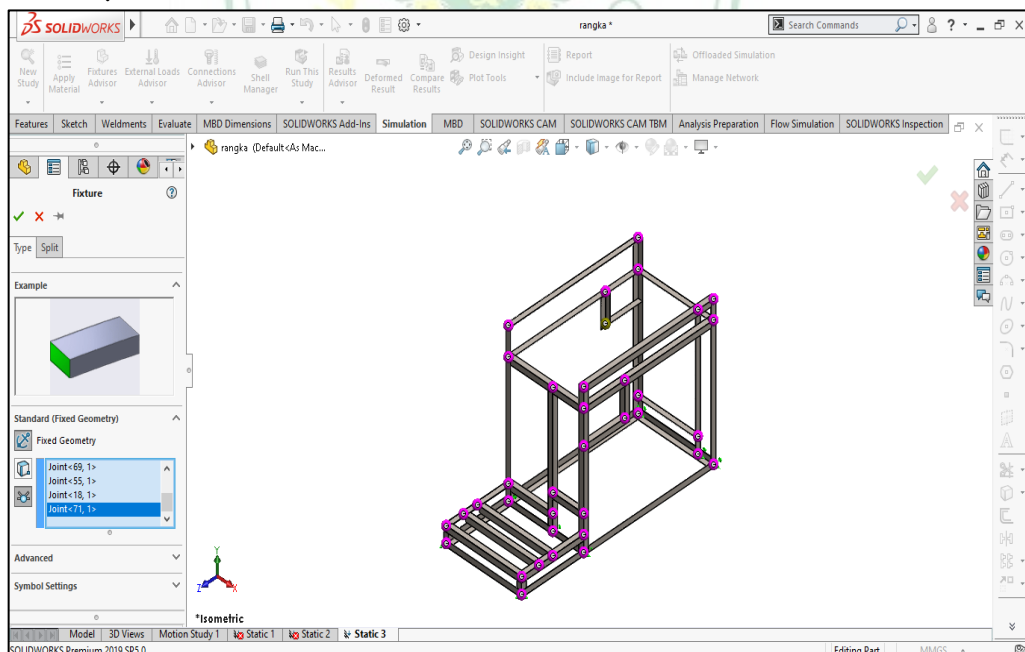 SOLIDWORKS
rangka *
Search Commands
New Study
Apply Material
Fixtures Advisor
External Loads Advisor
Connections Advisor
Shell Manager
Run This Study
Results Advisor
Deformed Result
Compare Results
Design Insight
Plot Tools
Report
Include Image for Report
Offloaded Simulation
Manage Network
Features Sketch Weldments Evaluate MBD Dimensions SOLIDWORKS Add-Ins Simulation MBD SOLIDWORKS CAM SOLIDWORKS CAM TBM Analysis Preparation Flow Simulation SOLIDWORKS Inspection
rangka (Default<As Mac...
Fixture
Type Split
Example
Standard (Fixed Geometry)
Fixed Geometry
Joint<69, 1>
Joint<55, 1>
Joint<18, 1>
Joint<71, 1>
Advanced
Symbol Settings
Y
Z
X
*Isometric
Model 3D Views Motion Study 1 Static 1 Static 2 Static 3
SOLIDWORKS Premium 2019 SP5.0
Editing Part
MMGS